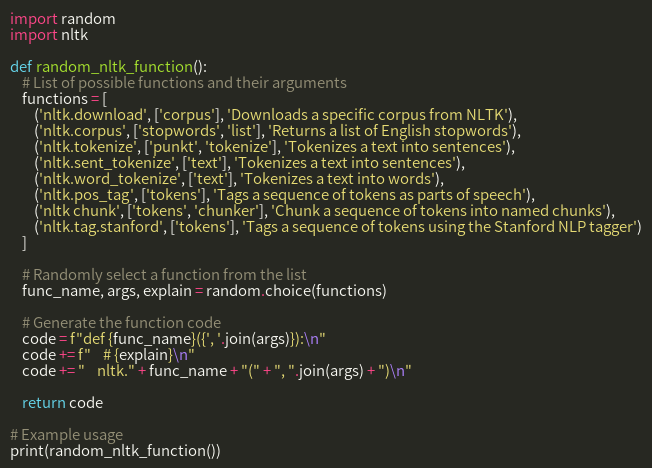 import random
import nltk

def random_nltk_function():
    # List of possible functions and their arguments
    functions = [
        ('nltk.download', ['corpus'], 'Downloads a specific corpus from NLTK'),
        ('nltk.corpus', ['stopwords', 'list'], 'Returns a list of English stopwords'),
        ('nltk.tokenize', ['punkt', 'tokenize'], 'Tokenizes a text into sentences'),
        ('nltk.sent_tokenize', ['text'], 'Tokenizes a text into sentences'),
        ('nltk.word_tokenize', ['text'], 'Tokenizes a text into words'),
        ('nltk.pos_tag', ['tokens'], 'Tags a sequence of tokens as parts of speech'),
        ('nltk chunk', ['tokens', 'chunker'], 'Chunk a sequence of tokens into named chunks'),
        ('nltk.tag.stanford', ['tokens'], 'Tags a sequence of tokens using the Stanford NLP tagger')
    ]

    # Randomly select a function from the list
    func_name, args, explain = random.choice(functions)

    # Generate the function code
    code = f"def {func_name}({', '.join(args)}):\n"
    code += f"    # {explain}\n"
    code += "    nltk." + func_name + "(" + ", ".join(args) + ")\n"

    return code

# Example usage
print(random_nltk_function())